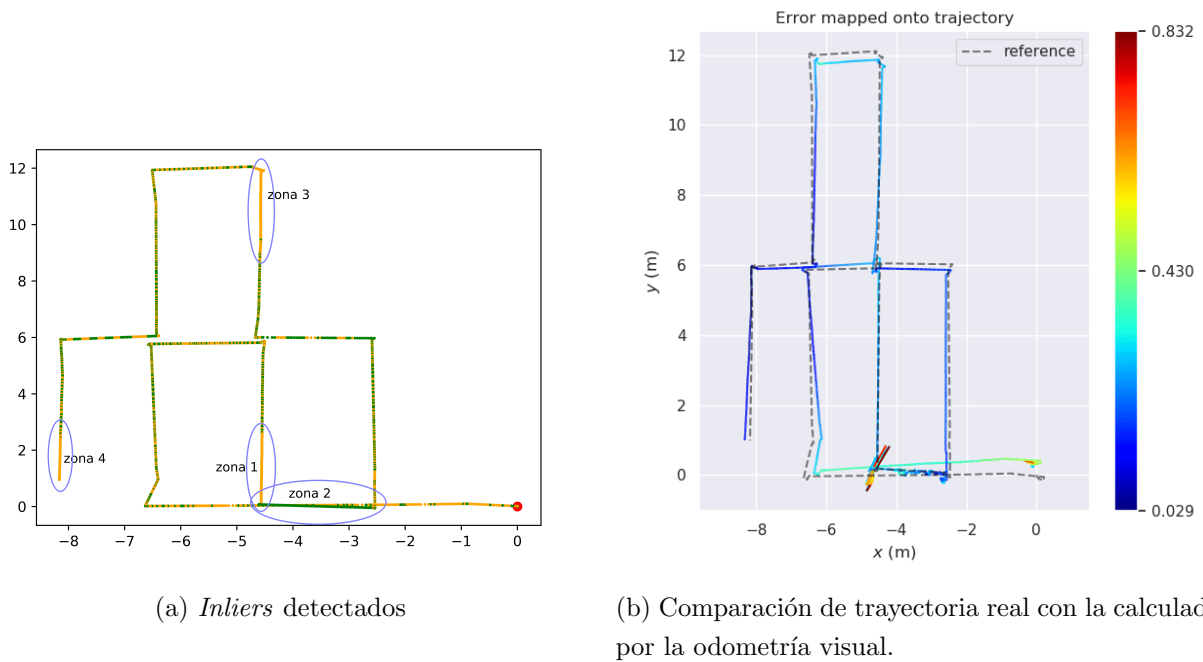 12
10
8
6
4
2
0
−8 −7 −6 −5 −4 −3 −2 −1 0
zona 3
zona 1
zona 4
zona 2
(a) Inliers detectados
Error mapped onto trajectory
reference
12
10
8
6
4
2
0
y (m)
−8 −6 −4 −2 0
x (m)
0.832
0.430
0.029
(b) Comparación de trayectoria real con la calculad
por la odometría visual.